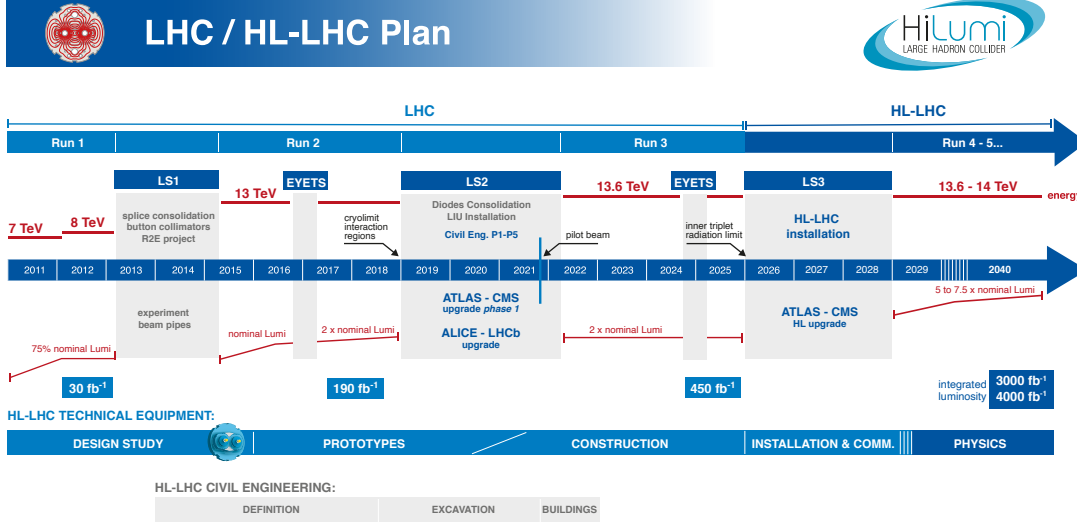 LHC / HL-LHC Plan
HiLumi
LARGE HADRON COLLIDER
LHC
HL-LHC
Run 1
Run 2
Run 3
Run 4 - 5...
LS1
EYETS
LS2
EYETS
LS3
7 TeV
8 TeV
13 TeV
13.6 TeV
13.6 - 14 TeV
energy
splice consolidation
button collimators
R2E project
cryolimit
interaction
regions
Diodes Consolidation
LIU Installation
Civil Eng. P1-P5
pilot beam
inner triplet
radiation limit
HL-LHC
installation
2011 2012 2013 2014 2015 2016 2017 2018 2019 2020 2021 2022 2023 2024 2025 2026 2027 2028 2029 2040
experiment
beam pipes
75% nominal Lumi
nominal Lumi
2 x nominal Lumi
ATLAS - CMS
upgrade phase 1
ALICE - LHCb
upgrade
2 x nominal Lumi
ATLAS - CMS
HL upgrade
5 to 7.5 x nominal Lumi
30 fb⁻¹
190 fb⁻¹
450 fb⁻¹
integrated
luminosity
3000 fb⁻¹
4000 fb⁻¹
HL-LHC TECHNICAL EQUIPMENT:
DESIGN STUDY
PROTOTYPES
CONSTRUCTION
INSTALLATION & COMM.
PHYSICS
HL-LHC CIVIL ENGINEERING:
DEFINITION
EXCAVATION
BUILDINGS